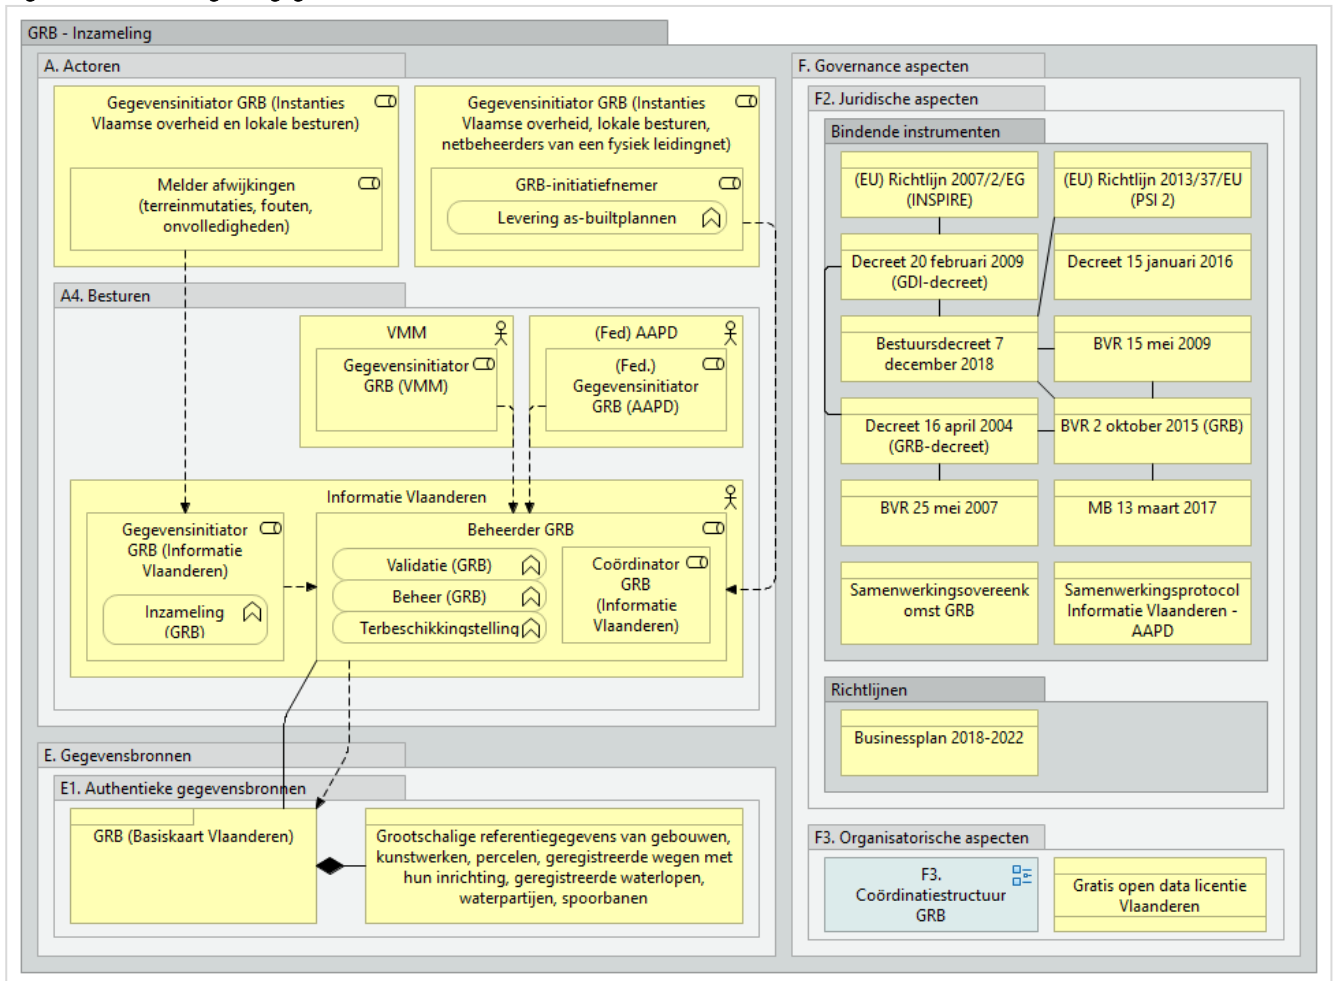 GRB - Inzameling
A. Actoren
Gegevensinitiator GRB (Instanties
Vlaamse overheid en lokale besturen)
Melder afwijkingen
(terreinmutaties, fouten,
onvolledigheden)
Gegevensinitiator GRB (Instanties
Vlaamse overheid, lokale besturen,
netbeheerders van een fysiek leidingnet)
GRB-initiatiefnemer
Levering as-builtplannen
A4. Besturen
VMM
Gegevensinitiator
GRB (VMM)
(Fed) AAPD
(Fed.)
Gegevensinitiator
GRB (AAPD)
Informatie Vlaanderen
Gegevensinitiator
GRB (Informatie
Vlaanderen)
Inzameling
(GRB)
Beheerder GRB
Validatie (GRB)
Beheer (GRB)
Terbeschikkingstelling
Coördinator
GRB
(Informatie
Vlaanderen)
E. Gegevensbronnen
E1. Authentieke gegevensbronnen
GRB (Basiskaart Vlaanderen)
Grootschalige referentiegegevens van gebouwen,
kunstwerken, percelen, geregistreerde wegen met
hun inrichting, geregistreerde waterlopen,
waterpartijen, spoorbanen
F. Governance aspecten
F2. Juridische aspecten
Bindende instrumenten
(EU) Richtlijn 2007/2/EG
(INSPIRE)
(EU) Richtlijn 2013/37/EU
(PSI 2)
Decreet 20 februari 2009
(GDI-decreet)
Decreet 15 januari 2016
Bestuursdecreet 7
december 2018
BVR 15 mei 2009
Decreet 16 april 2004
(GRB-decreet)
BVR 2 oktober 2015 (GRB)
BVR 25 mei 2007
MB 13 maart 2017
Samenwerkingsovereenk
omst GRB
Samenwerkingsprotocol
Informatie Vlaanderen -
AAPD
Richtlijnen
Businessplan 2018-2022
F3. Organisatorische aspecten
F3.
Coördinatiestructuur
GRB
Gratis open data licentie
Vlaanderen